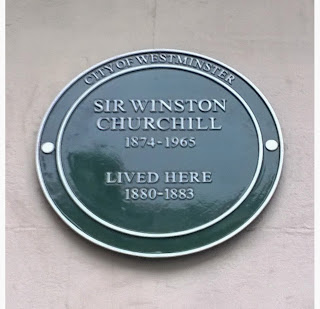 CITY OF WESTMINSTER
SIR WINSTON
CHURCHILL
1874-1965
LIVED HERE
1880-1883